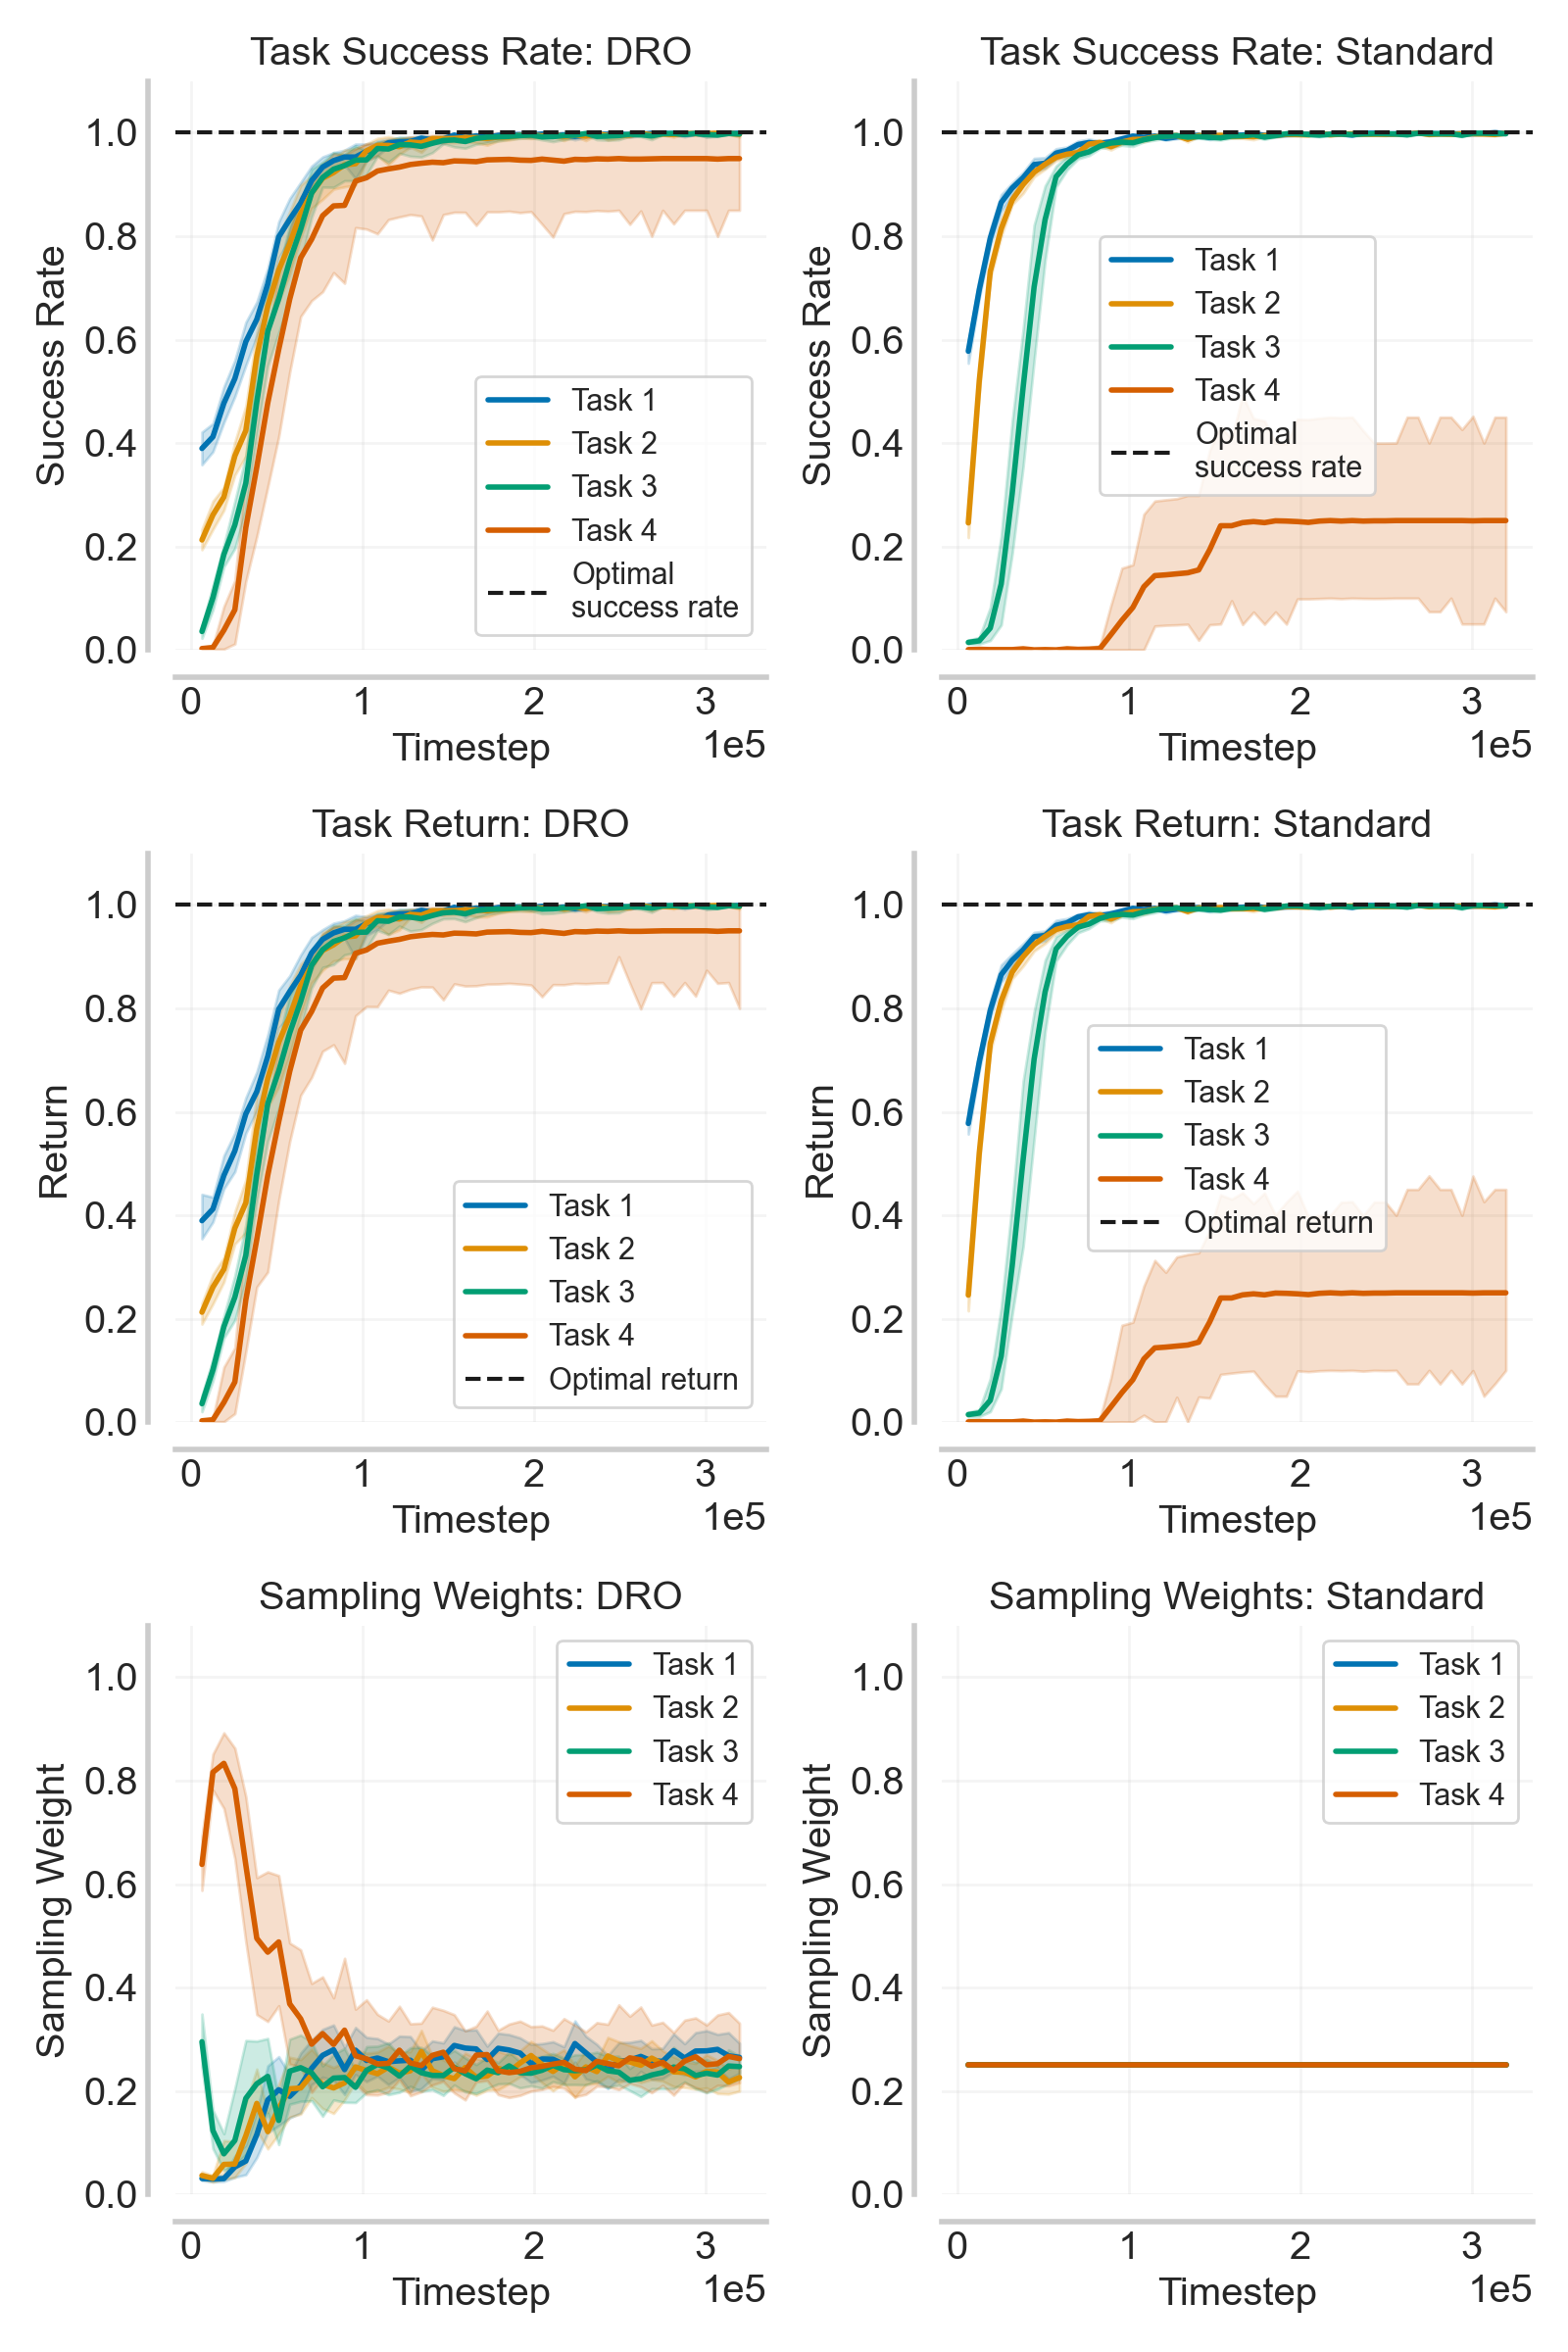 Task Success Rate: DRO
1.0
0.8
0.6
0.4
0.2
0.0
Success Rate
Task 1
Task 2
Task 3
Task 4
Optimal
success rate
0 1 2 3
1e5
Timestep
Task Success Rate: Standard
1.0
0.8
0.6
0.4
0.2
0.0
Success Rate
Task 1
Task 2
Task 3
Task 4
Optimal
success rate
0 1 2 3
1e5
Timestep
Task Return: DRO
1.0
0.8
0.6
0.4
0.2
0.0
Return
Task 1
Task 2
Task 3
Task 4
Optimal return
0 1 2 3
1e5
Timestep
Task Return: Standard
1.0
0.8
0.6
0.4
0.2
0.0
Return
Task 1
Task 2
Task 3
Task 4
Optimal return
0 1 2 3
1e5
Timestep
Sampling Weights: DRO
1.0
0.8
0.6
0.4
0.2
0.0
Sampling Weight
Task 1
Task 2
Task 3
Task 4
0 1 2 3
1e5
Timestep
Sampling Weights: Standard
1.0
0.8
0.6
0.4
0.2
0.0
Sampling Weight
Task 1
Task 2
Task 3
Task 4
0 1 2 3
1e5
Timestep